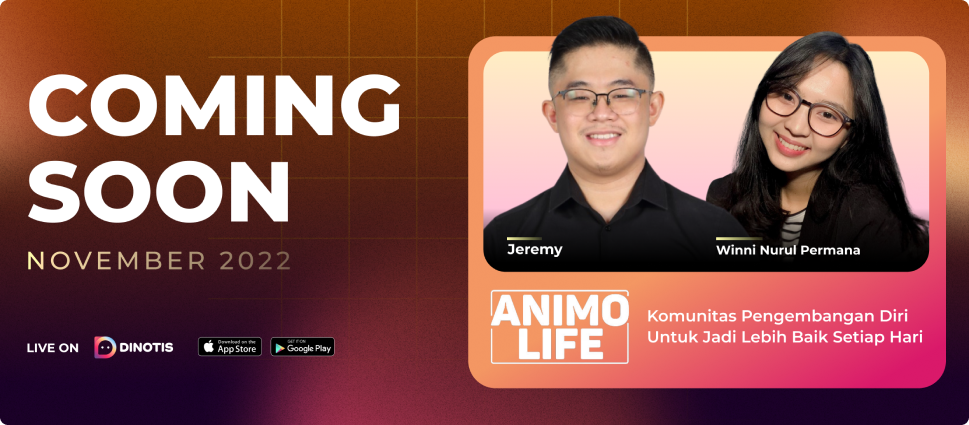 COMING
SOON
NOVEMBER 2022
LIVE ON
DINOTIS
Download on the
App Store
GET IT ON
Google Play
Jeremy
Winni Nurul Permana
ANIMO
LIFE
Komunitas Pengembangan Diri
Untuk Jadi Lebih Baik Setiap Hari